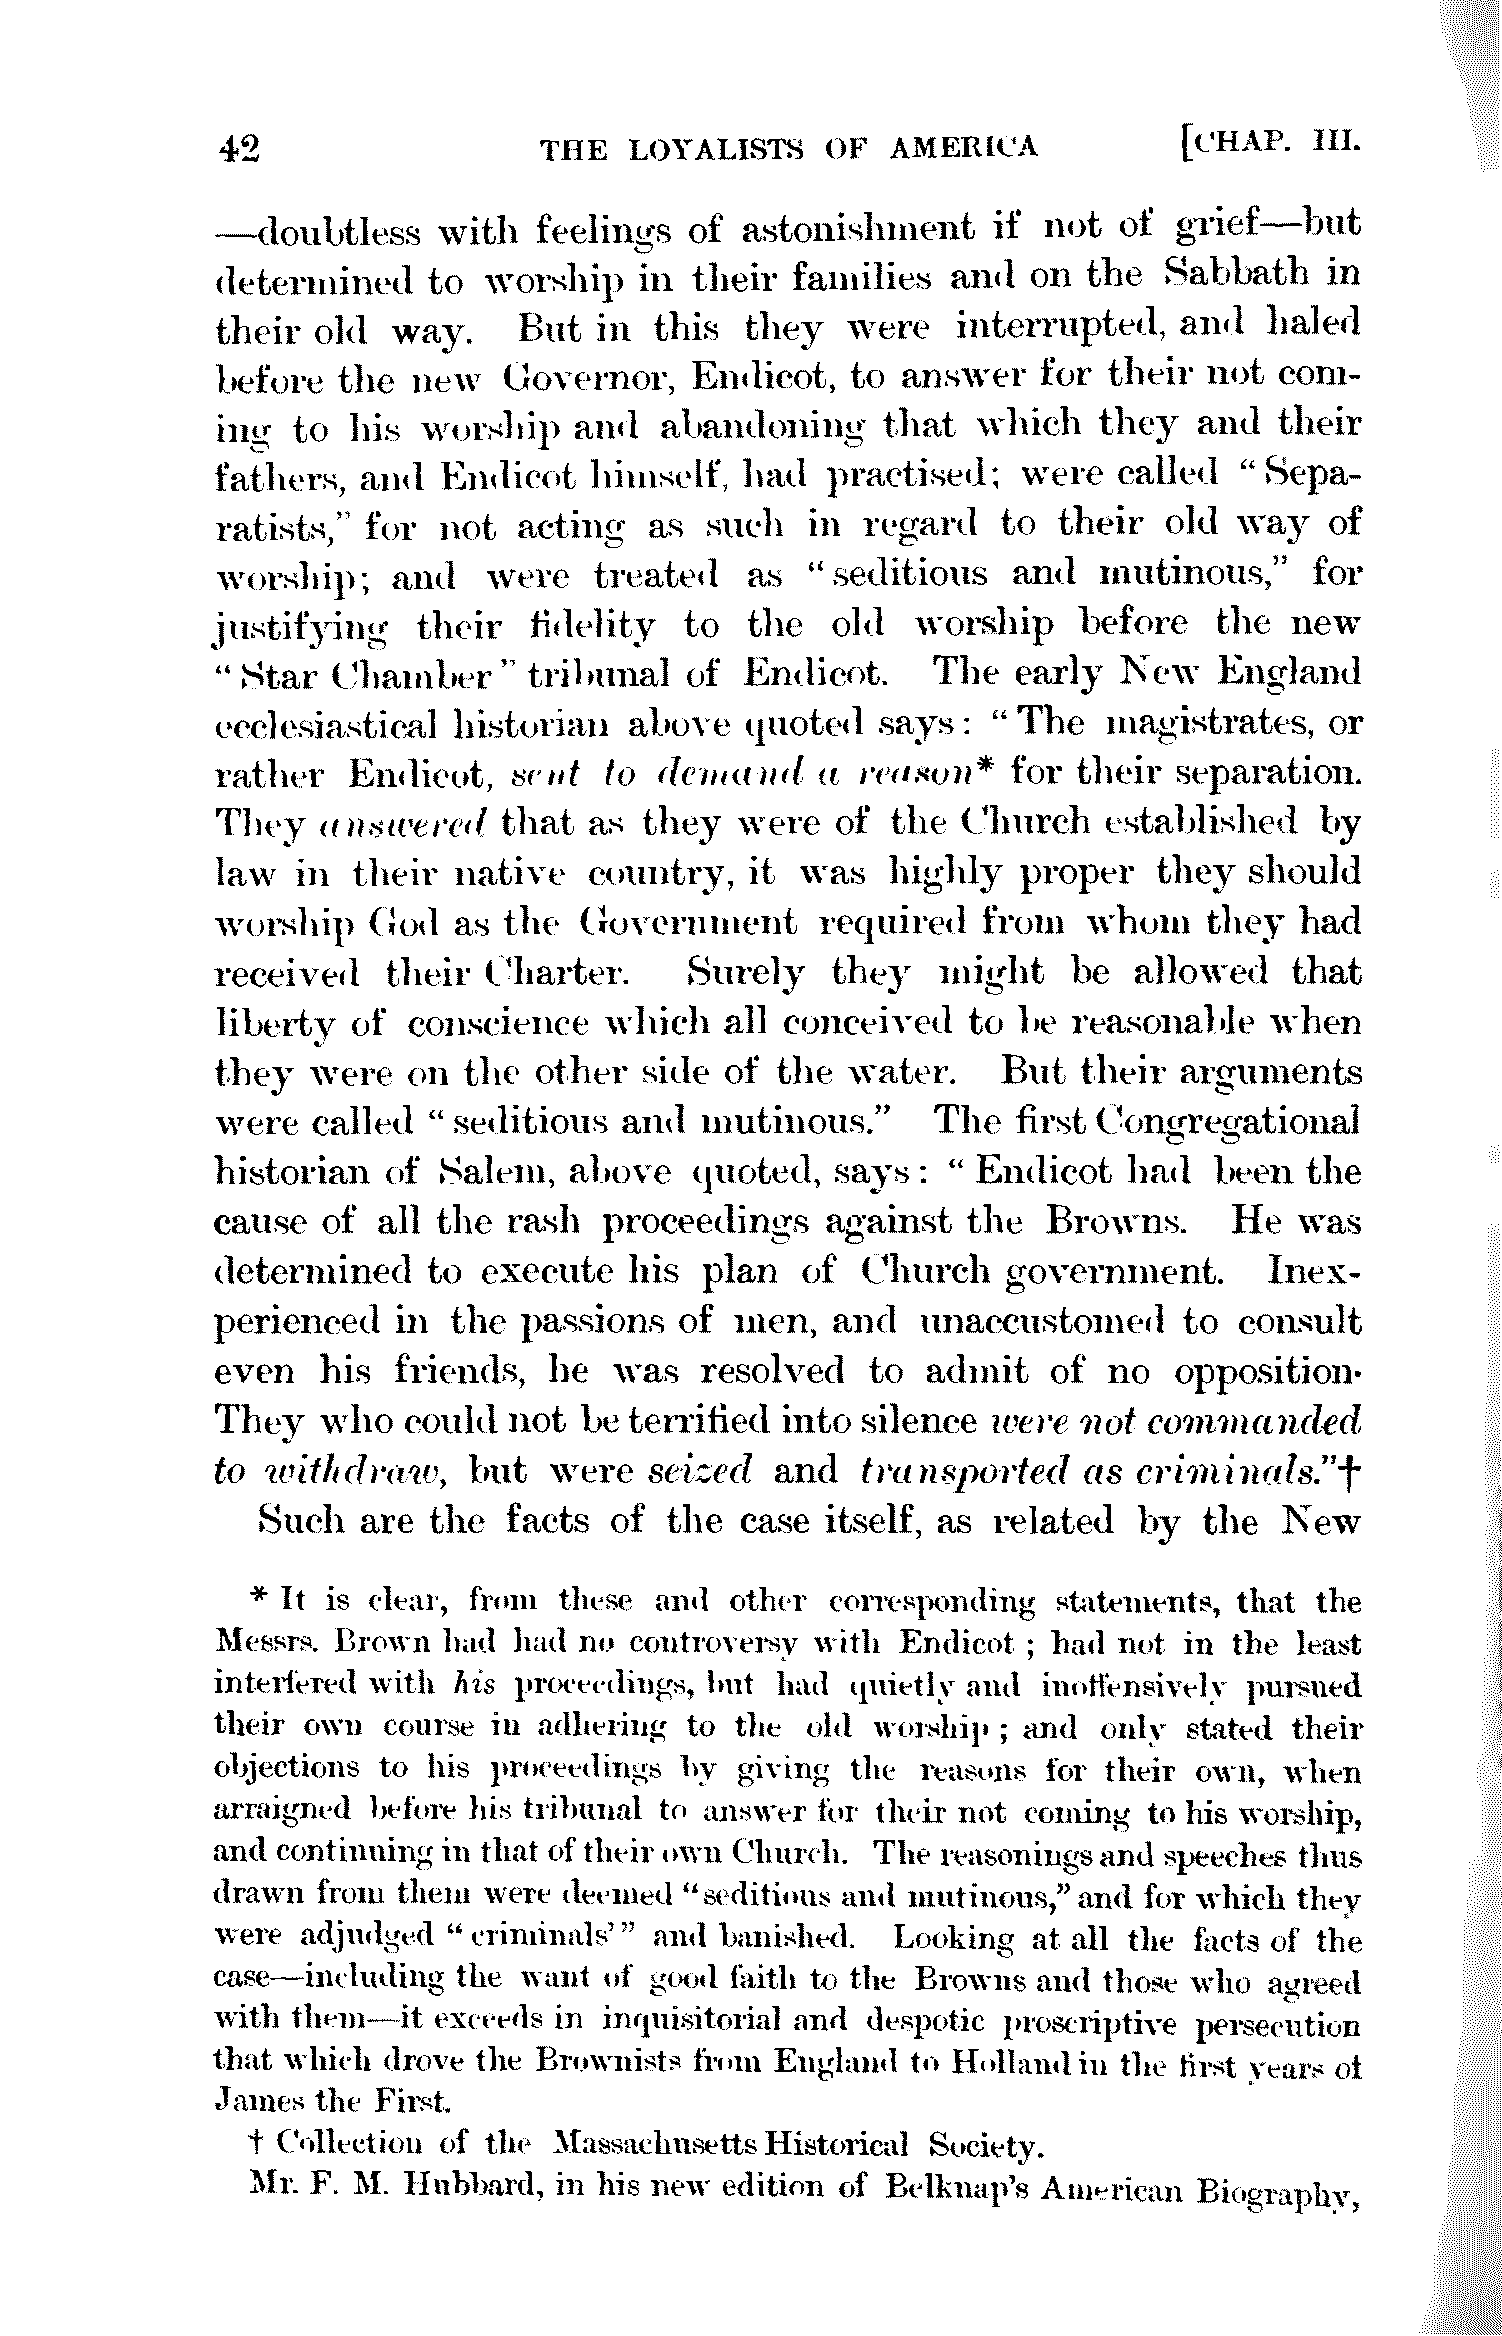 42 THE LOYALISTS OF AMERICA [CHAP. III.
—doubtless with feelings of astonishment if not of grief—but
determined to worship in their families and on the Sabbath in
their old way. But in this they were interrupted, and haled
before the new Governor, Endicot, to answer for their not com-
ing to his worship and abandoning that which they and their
fathers, and Endicot himself, had practised; were called "Sepa-
ratists," for not acting as such in regard to their old way of
worship; and were treated as "seditious and mutinous," for
justifying their fidelity to the old worship before the new
"Star Chamber" tribunal of Endicot. The early New England
ecclesiastical historian above quoted says: "The magistrates, or
rather Endicot, sent to demand a reason* for their separation.
They answered that as they were of the Church established by
law in their native country, it was highly proper they should
worship God as the Government required from whom they had
received their Charter. Surely they might be allowed that
liberty of conscience which all conceived to be reasonable when
they were on the other side of the water. But their arguments
were called "seditious and mutinous." The first Congregational
historian of Salem, above quoted, says: "Endicot had been the
cause of all the rash proceedings against the Browns. He was
determined to execute his plan of Church government. Inex-
perienced in the passions of men, and unaccustomed to consult
even his friends, he was resolved to admit of no opposition.
They who could not be terrified into silence were not commanded
to withdraw, but were seized and transported as criminals."†
Such are the facts of the case itself, as related by the New
* It is clear, from these and other corresponding statements, that the
Messrs. Brown had had no controversy with Endicot; had not in the least
interfered with his proceedings, but had quietly and inoffensively pursued
their own course in adhering to the old worship; and only stated their
objections to his proceedings by giving the reasons for their own, when
arraigned before his tribunal to answer for their not coming to his worship,
and continuing in that of their own Church. The reasonings and speeches thus
drawn from them were deemed "seditious and mutinous," and for which they
were adjudged "criminals'" and banished. Looking at all the facts of the
case—including the want of good faith to the Browns and those who agreed
with them—it exceeds in inquisitorial and despotic proscriptive persecution
that which drove the Brownists from England to Holland in the first years of
James the First.
† Collection of the Massachusetts Historical Society.
Mr. F. M. Hubbard, in his new edition of Belknap's American Biography,